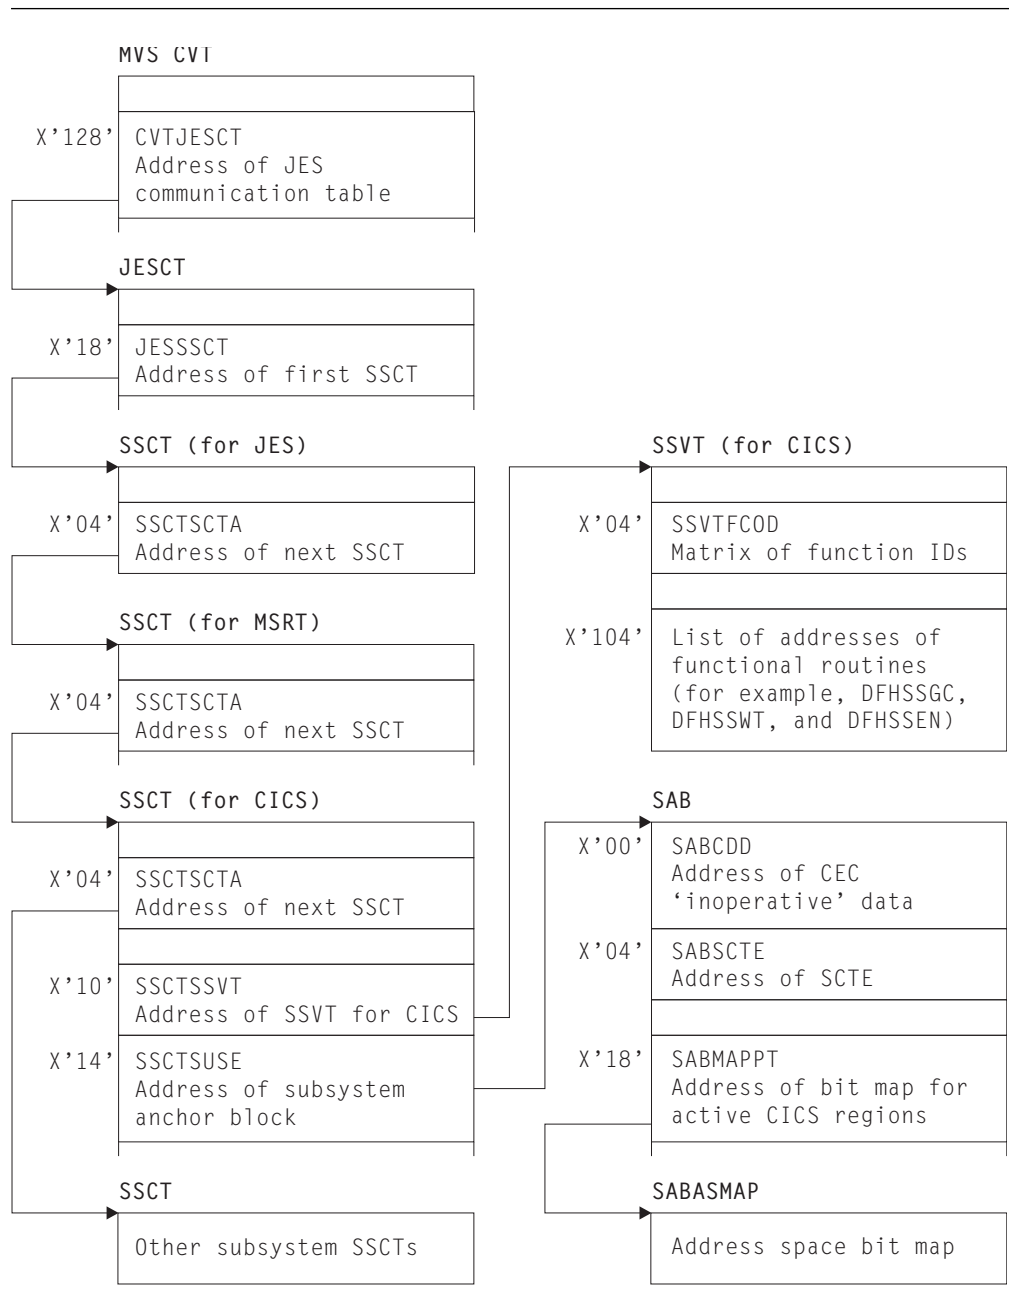 MVS CVT
X'128' CVTJESCT
Address of JES
communication table
JESCT
X'18' JESSSCT
Address of first SSCT
SSCT (for JES)
X'04' SSCTSCTA
Address of next SSCT
SSCT (for MSRT)
X'04' SSCTSCTA
Address of next SSCT
SSCT (for CICS)
X'04' SSCTSCTA
Address of next SSCT
X'10' SSCTSSVT
Address of SSVT for CICS
X'14' SSCTSUSE
Address of subsystem
anchor block
SSCT
Other subsystem SSCTs
SSVT (for CICS)
X'04' SSVTFCOD
Matrix of function IDs
X'104' List of addresses of
functional routines
(for example, DFHSSGC,
DFHSSWT, and DFHSSEN)
SAB
X'00' SABCDD
Address of CEC
‘inoperative’ data
X'04' SABSCTE
Address of SCTE
X'18' SABMAPPT
Address of bit map for
active CICS regions
SABASMAP
Address space bit map